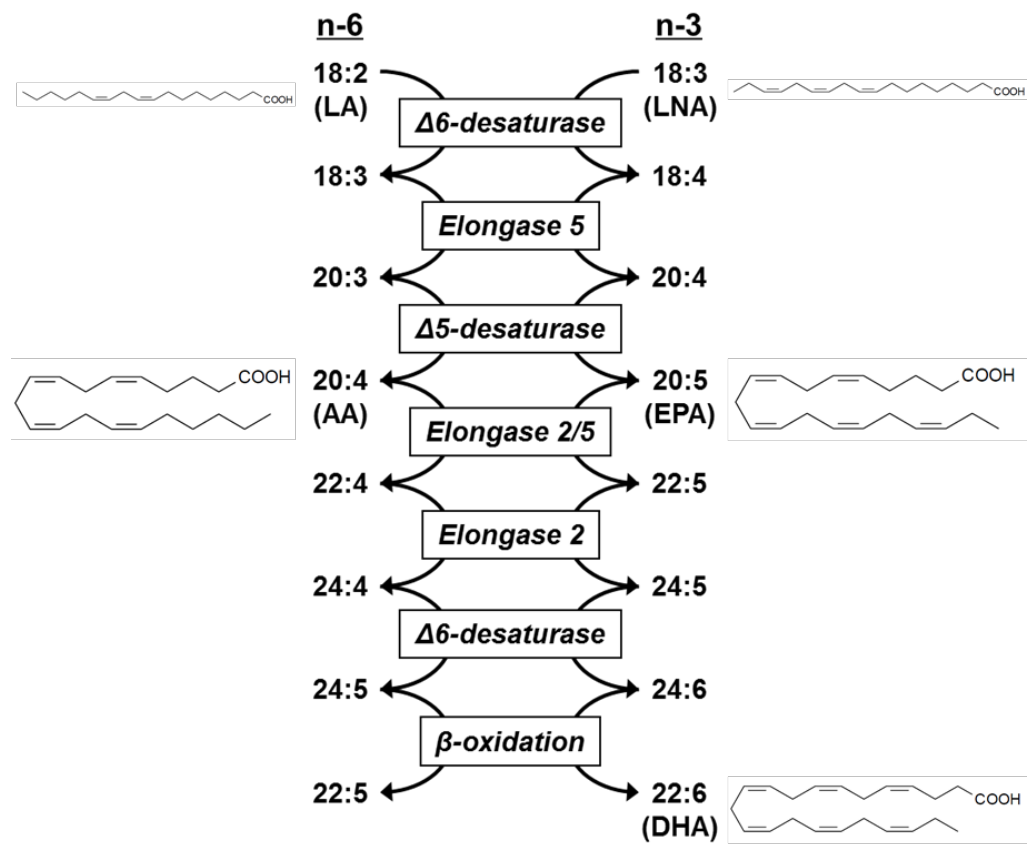 n-6 n-3
18:2 18:3
(LA) (LNA)
COOH COOH
Δ6-desaturase
18:3 18:4
Elongase 5
20:3 20:4
Δ5-desaturase
COOH 20:4 20:5 COOH
(AA) (EPA)
Elongase 2/5
22:4 22:5
Elongase 2
24:4 24:5
Δ6-desaturase
24:5 24:6
β-oxidation
22:5 22:6 COOH
(DHA)